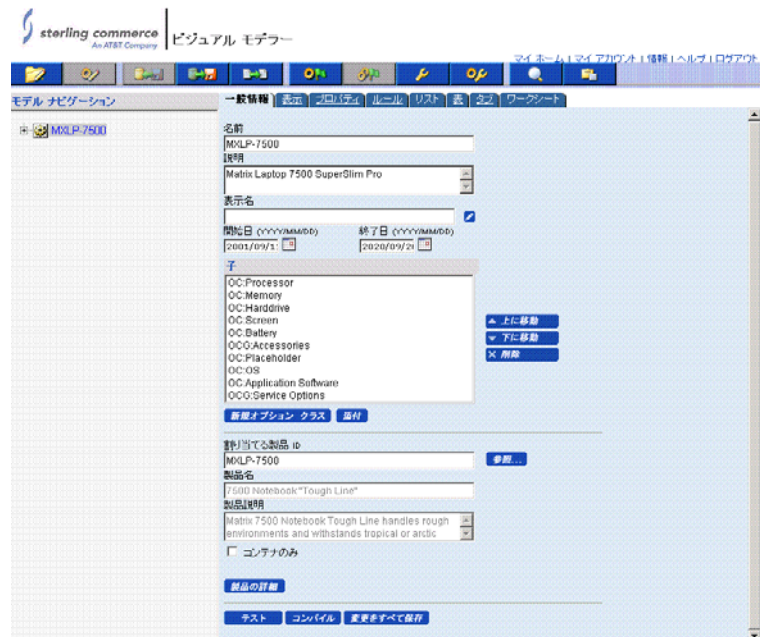 sterling commerce
An AT&T Company
ビジュアル モデラー
マイ ホーム | マイ アカウント | 情報 | ヘルプ | ログアウト
モデル ナビゲーション
一般情報 表示 プロパティ ルール リスト 表 タブ ワークシート
MXLP-7500
名前
MXLP-7500
説明
Matrix Laptop 7500 SuperSlim Pro
表示名
開始日 (YYYY/MM/DD) 終了日 (YYYY/MM/DD)
2001/09/1 2020/09/2
子
OC:Processor
OC:Memory
OC:Harddrive
OC:Screen
OC:Battery
OCG:Accessories
OC:Placeholder
OC:OS
OC:Application Software
OCG:Service Options
上に移動
下に移動
削除
新規オプション クラス 添付
割り当てる製品 ID
MXLP-7500
参照...
製品名
7500 Notebook"Tough Line"
製品説明
Matrix 7500 Notebook Tough Line handles rough
environments and withstands tropical or arctic
コンテナのみ
製品の詳細
テスト コンパイル 変更をすべて保存